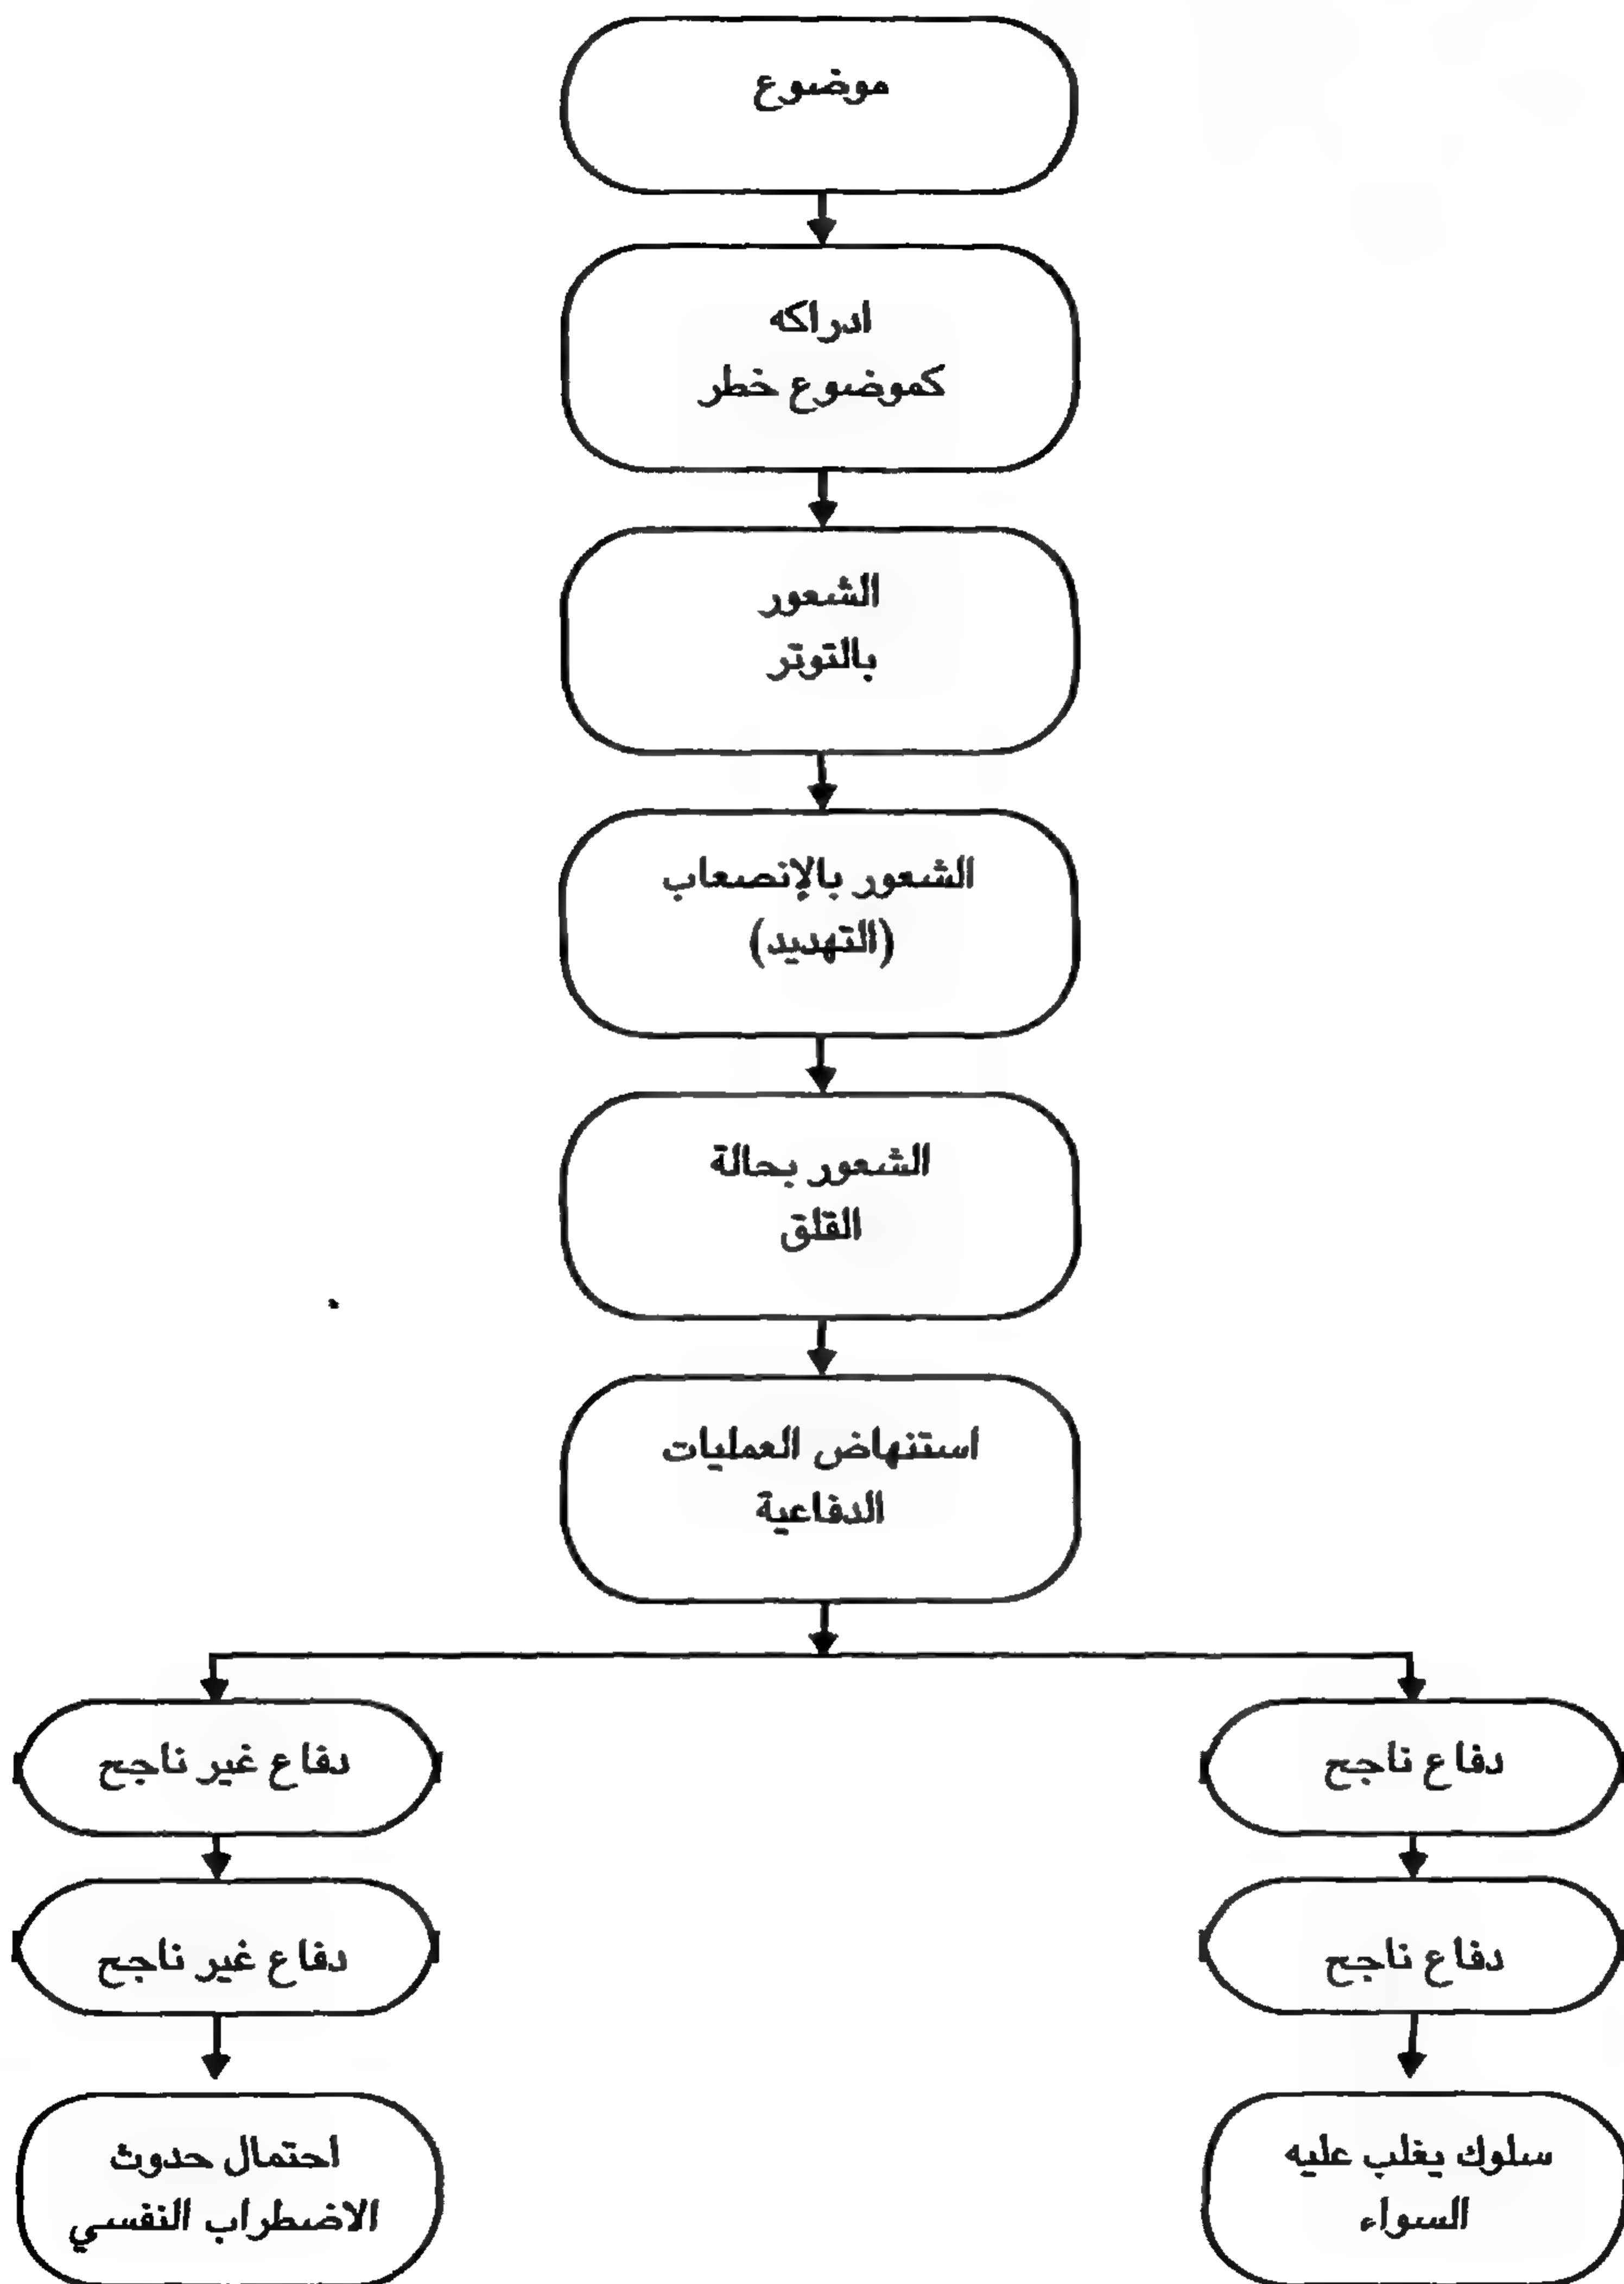 موضوع
ادراكه
كموضوع خطر
الشعور
بالتوتر
الشعور بالإنصعاب
(التهديد)
الشعور بحالة
القلق
استنهاض العمليات
الدفاعية
دفاع ناجح
دفاع غير ناجح
دفاع ناجح
دفاع غير ناجح
سلوك يغلب عليه
السواء
احتمال حدوث
الاضطراب النفسي